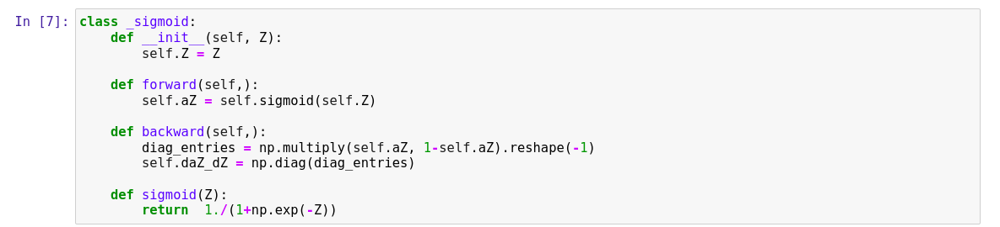 In [7]: class _sigmoid:
    def __init__(self, Z):
        self.Z = Z

    def forward(self,):
        self.aZ = self.sigmoid(self.Z)

    def backward(self,):
        diag_entries = np.multiply(self.aZ, 1-self.aZ).reshape(-1)
        self.daZ_dZ = np.diag(diag_entries)

    def sigmoid(Z):
        return  1./(1+np.exp(-Z))